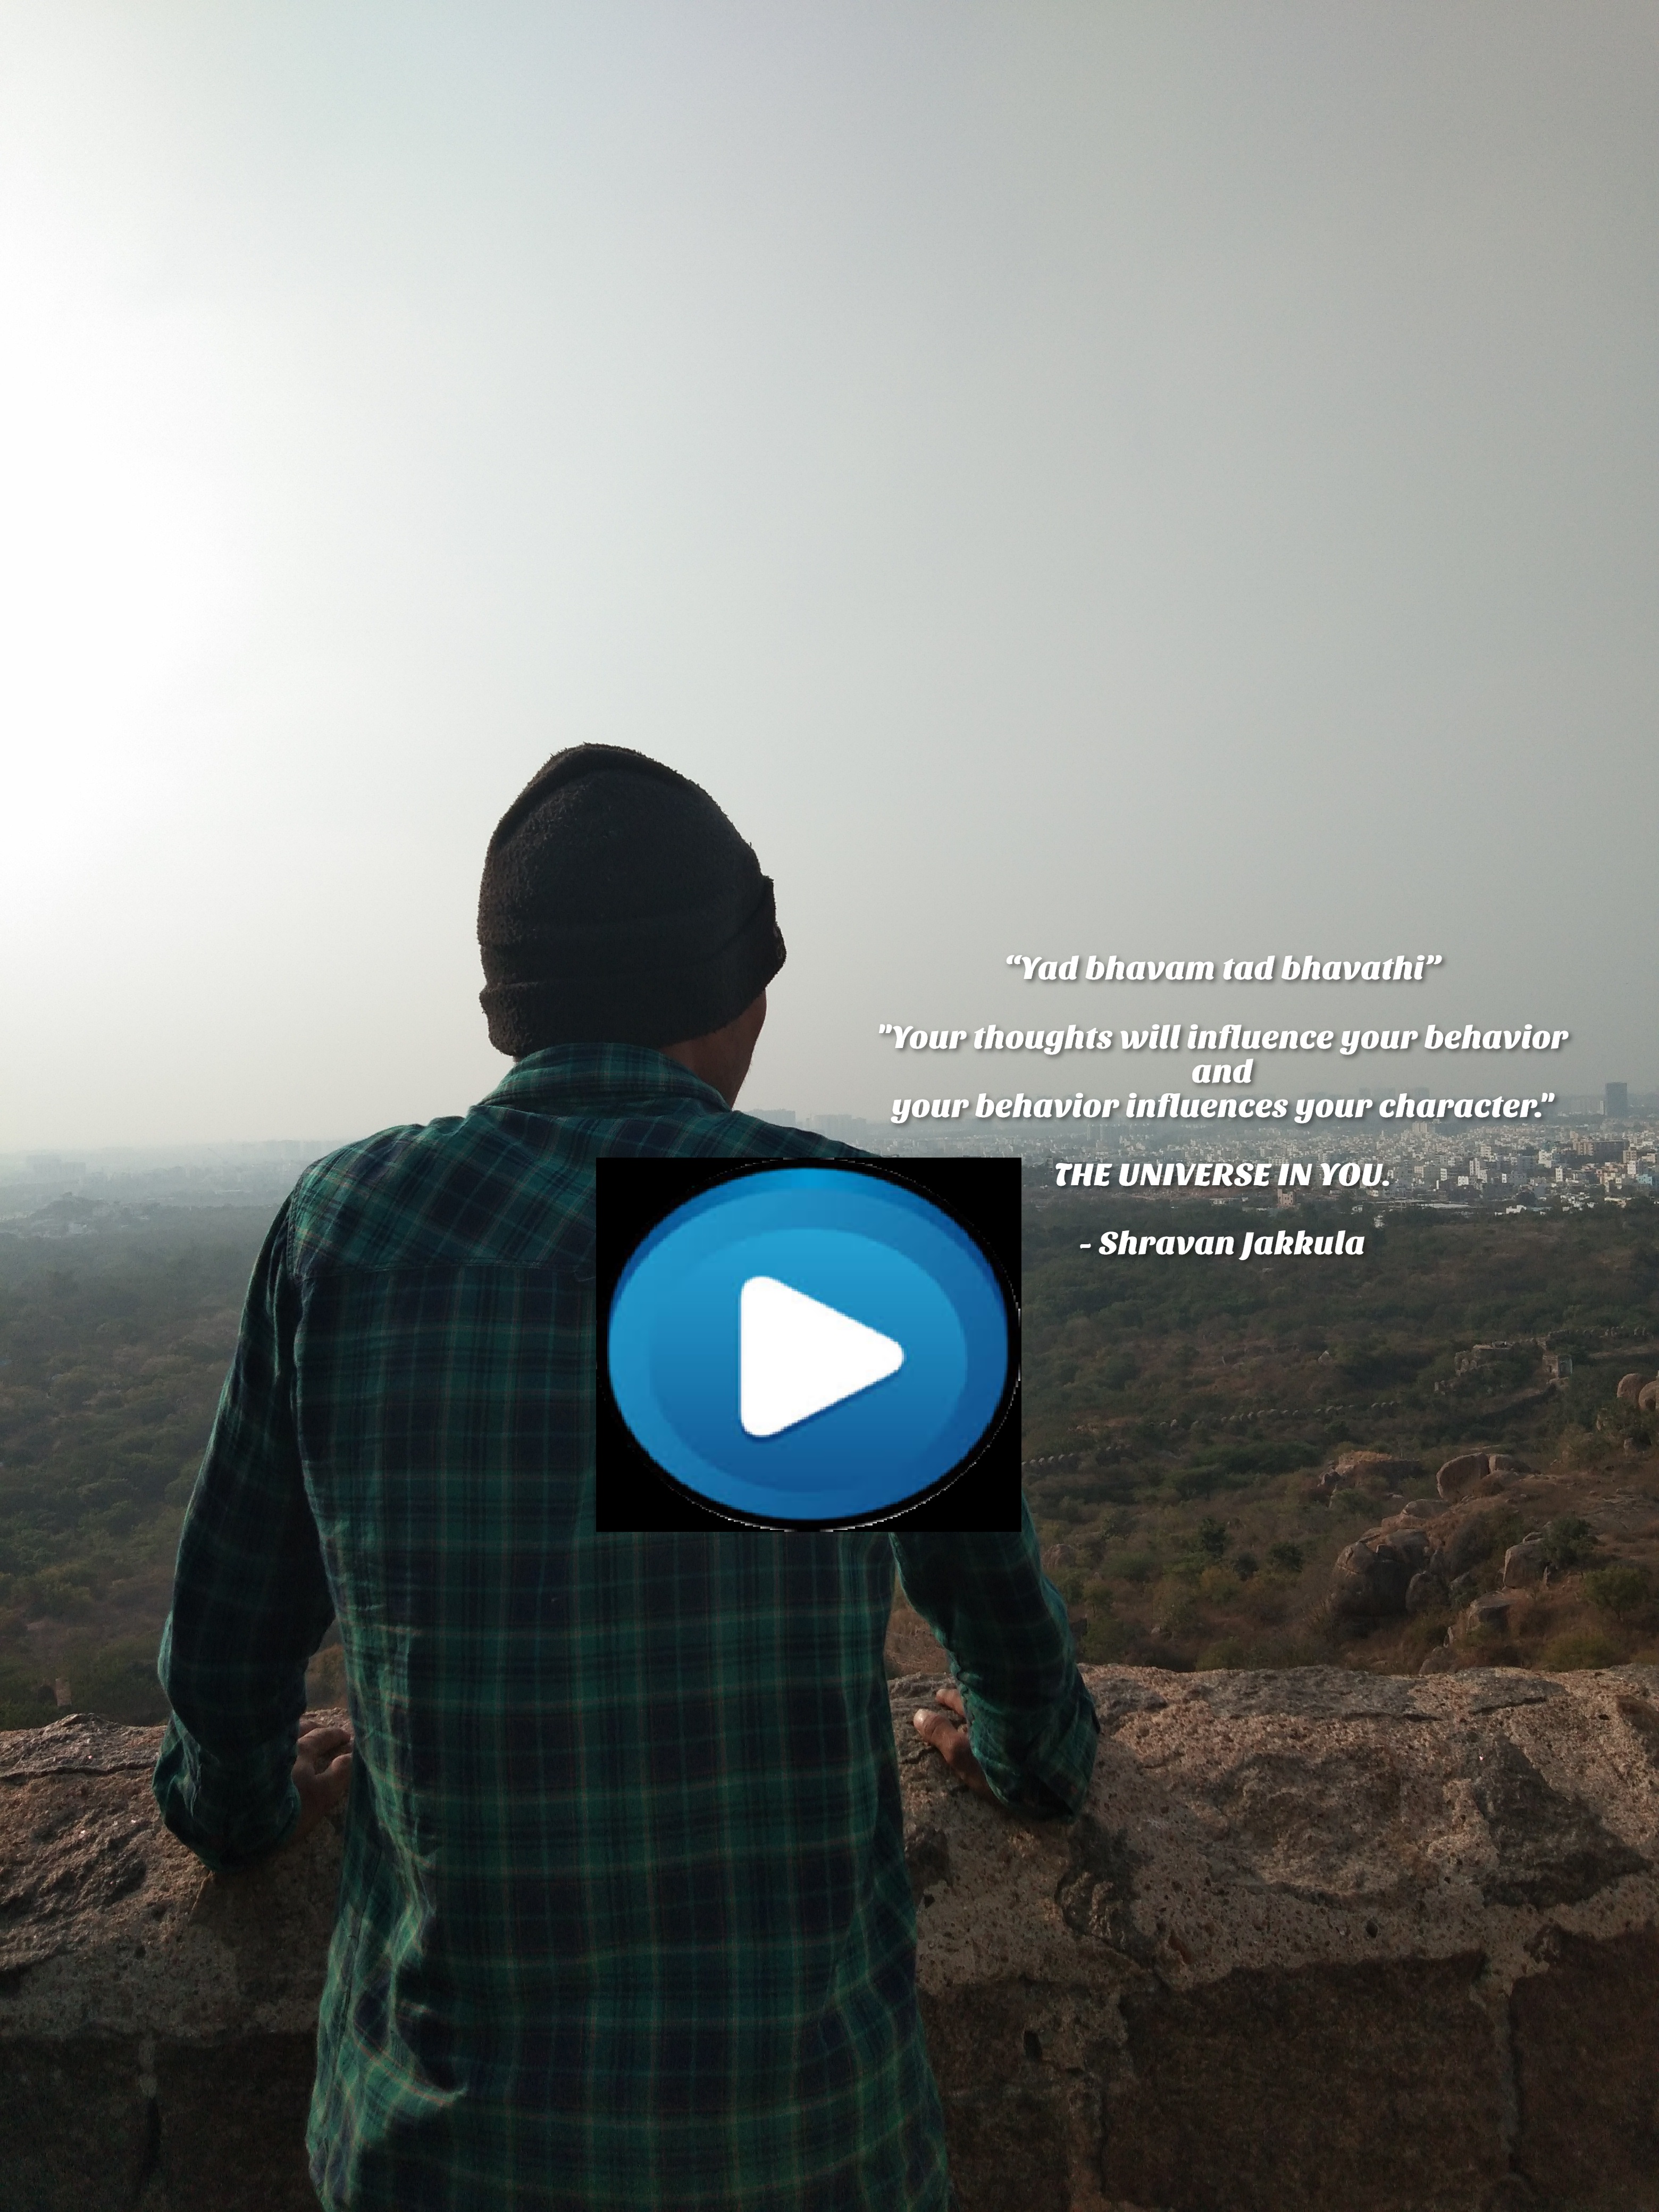 “Yad bhavam tad bhavathi”
"Your thoughts will influence your behavior
and
your behavior influences your character."
THE UNIVERSE IN YOU.
- Shravan Jakkula